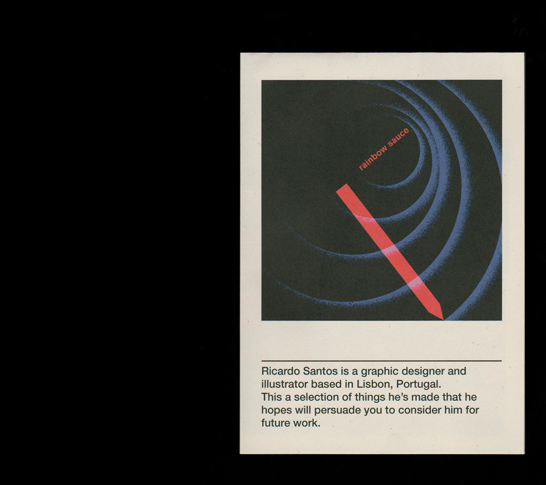 rainbow sauce
Ricardo Santos is a graphic designer and
illustrator based in Lisbon, Portugal.
This a selection of things he's made that he
hopes will persuade you to consider him for
future work.